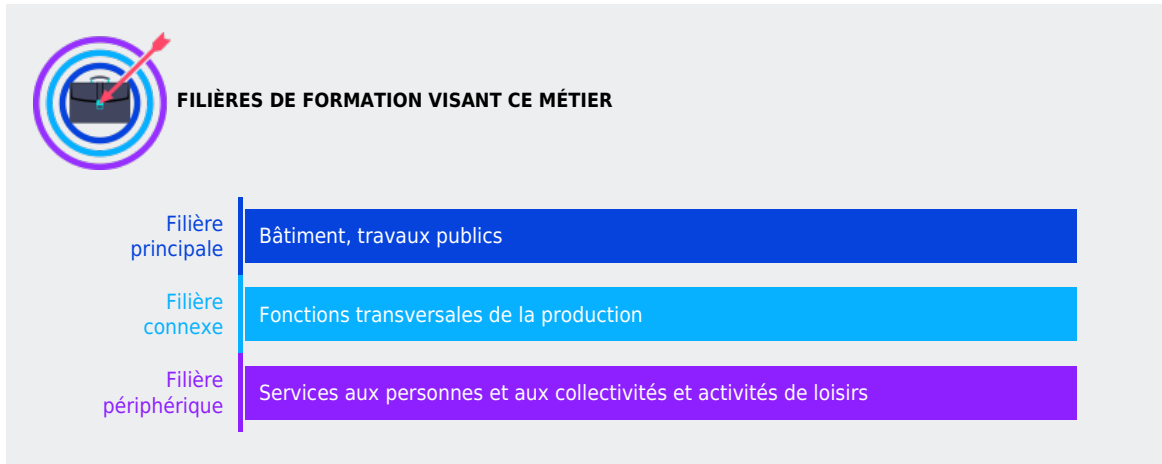 FILIÈRES DE FORMATION VISANT CE MÉTIER
Filière
principale
Bâtiment, travaux publics
Filière
connexe
Fonctions transversales de la production
Filière
périphérique
Services aux personnes et aux collectivités et activités de loisirs